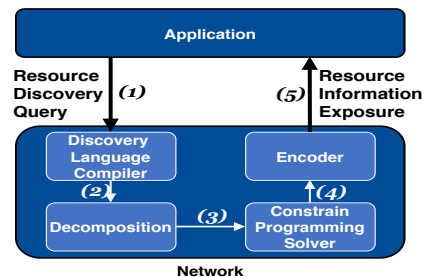 Application
Resource
Discovery
Query
(1)
(5)
Resource
Information
Exposure
Discovery
Language
Compiler
Encoder
(2)
(4)
Decomposition
(3)
Constrain
Programming
Solver
Network